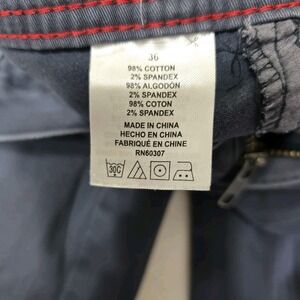 36
98% COTTON
2% SPANDEX
98% ALGODON
2% SPANDEX
98% COTON
2% SPANDEX
MADE IN CHINA
HECHO EN CHINA
FABRIQUÉ EN CHINE
RN60307
30C